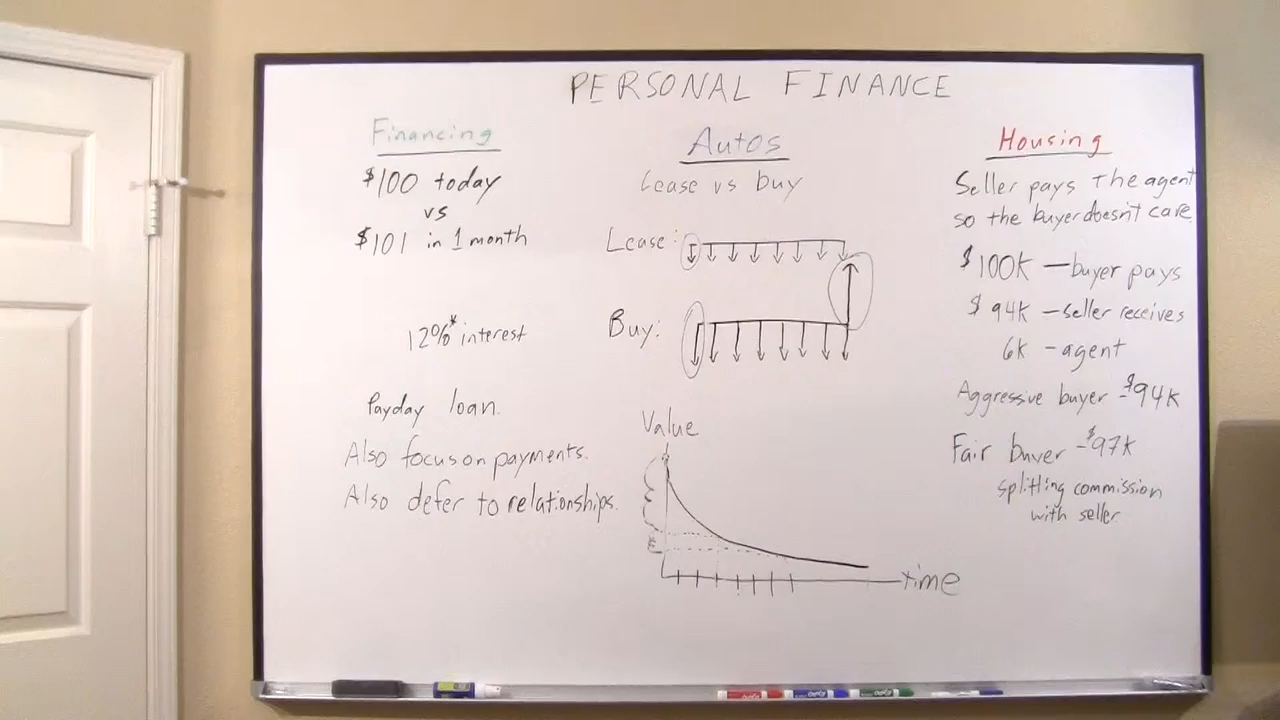 PERSONAL FINANCE
Financing
$100 today
vs
$101 in 1 month
12%* interest
Payday loan.
Also focus on payments.
Also defer to relationships.
Autos
Lease vs buy
Lease:
Buy:
Value
time
Housing
Seller pays the agent
so the buyer doesn't care.
$100K — buyer pays
$94K — seller receives
6K - agent
Aggressive buyer - $94K
Fair buyer - $97K
splitting commission
with seller.